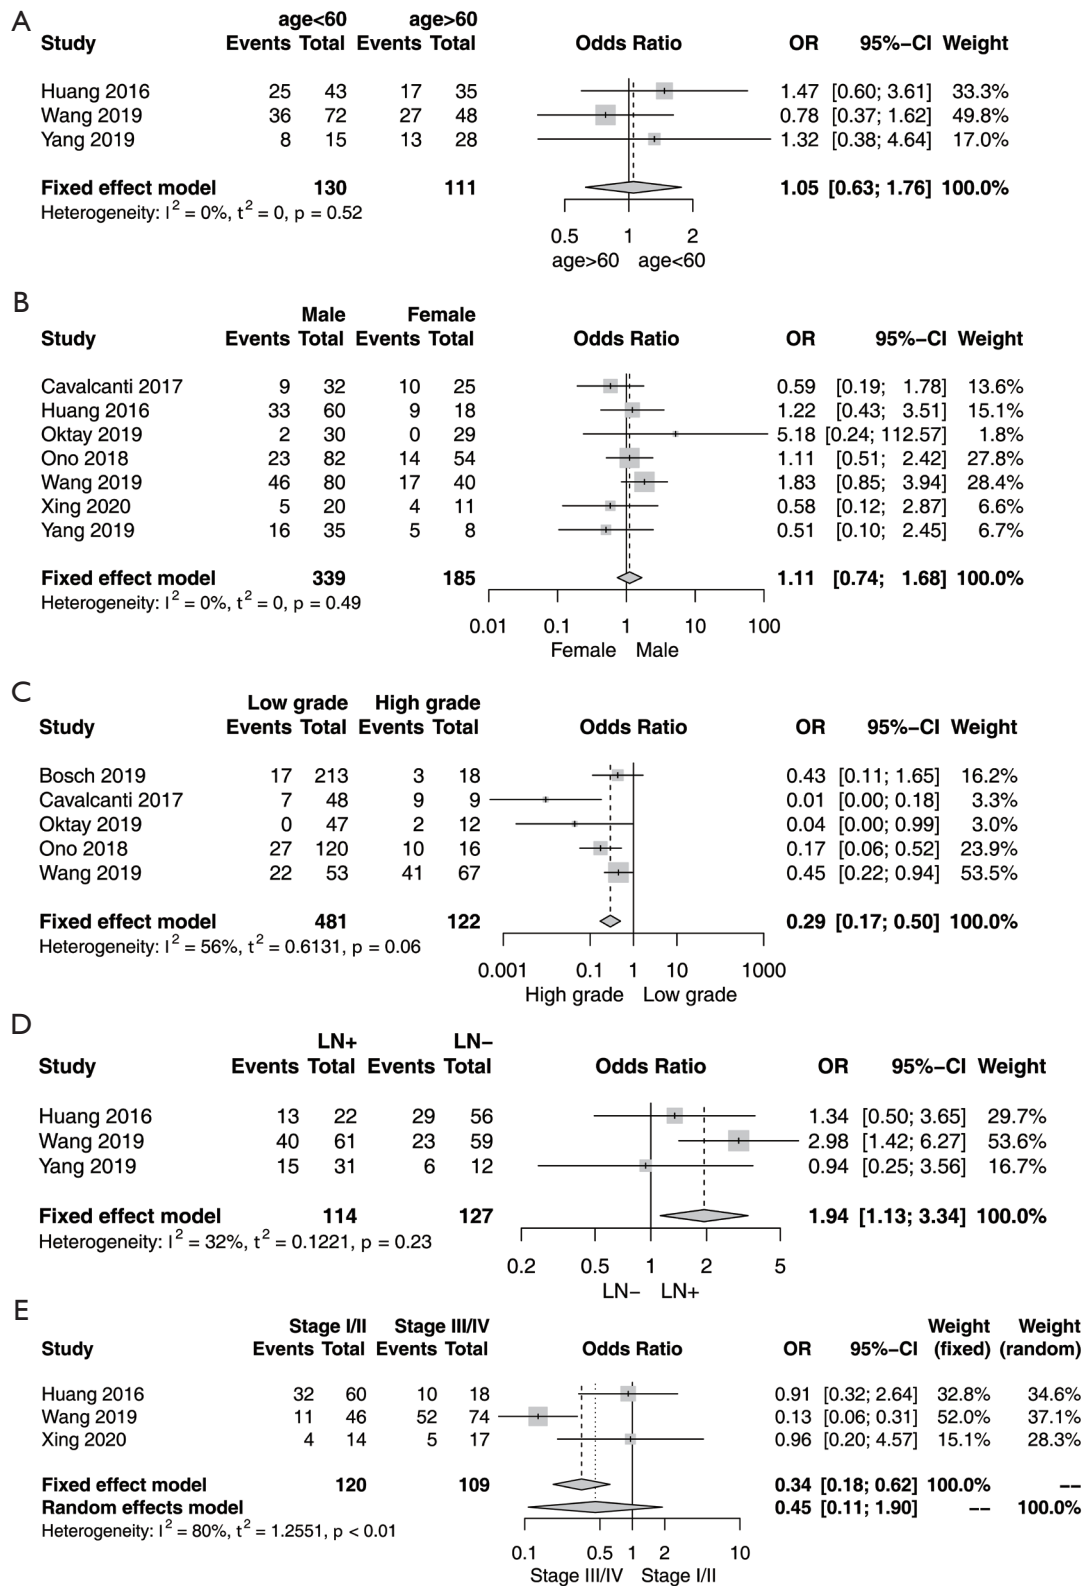 A
age<60 age>60
Study Events Total Events Total Odds Ratio OR 95%−CI Weight
Huang 2016 25 43 17 35 1.47 [0.60; 3.61] 33.3%
Wang 2019 36 72 27 48 0.78 [0.37; 1.62] 49.8%
Yang 2019 8 15 13 28 1.32 [0.38; 4.64] 17.0%
Fixed effect model 130 111 1.05 [0.63; 1.76] 100.0%
Heterogeneity: I² = 0%, t² = 0, p = 0.52
0.5 1 2
age>60 age<60
B
Male Female
Study Events Total Events Total Odds Ratio OR 95%−CI Weight
Cavalcanti 2017 9 32 10 25 0.59 [0.19; 1.78] 13.6%
Huang 2016 33 60 9 18 1.22 [0.43; 3.51] 15.1%
Oktay 2019 2 30 0 29 5.18 [0.24; 112.57] 1.8%
Ono 2018 23 82 14 54 1.11 [0.51; 2.42] 27.8%
Wang 2019 46 80 17 40 1.83 [0.85; 3.94] 28.4%
Xing 2020 5 20 4 11 0.58 [0.12; 2.87] 6.6%
Yang 2019 16 35 5 8 0.51 [0.10; 2.45] 6.7%
Fixed effect model 339 185 1.11 [0.74; 1.68] 100.0%
Heterogeneity: I² = 0%, t² = 0, p = 0.49
0.01 0.1 1 10 100
Female Male
C
Low grade High grade
Study Events Total Events Total Odds Ratio OR 95%−CI Weight
Bosch 2019 17 213 3 18 0.43 [0.11; 1.65] 16.2%
Cavalcanti 2017 7 48 9 9 0.01 [0.00; 0.18] 3.3%
Oktay 2019 0 47 2 12 0.04 [0.00; 0.99] 3.0%
Ono 2018 27 120 10 16 0.17 [0.06; 0.52] 23.9%
Wang 2019 22 53 41 67 0.45 [0.22; 0.94] 53.5%
Fixed effect model 481 122 0.29 [0.17; 0.50] 100.0%
Heterogeneity: I² = 56%, t² = 0.6131, p = 0.06
0.001 0.1 1 10 1000
High grade Low grade
D
LN+ LN−
Study Events Total Events Total Odds Ratio OR 95%−CI Weight
Huang 2016 13 22 29 56 1.34 [0.50; 3.65] 29.7%
Wang 2019 40 61 23 59 2.98 [1.42; 6.27] 53.6%
Yang 2019 15 31 6 12 0.94 [0.25; 3.56] 16.7%
Fixed effect model 114 127 1.94 [1.13; 3.34] 100.0%
Heterogeneity: I² = 32%, t² = 0.1221, p = 0.23
0.2 0.5 1 2 5
LN− LN+
E
Stage I/II Stage III/IV Weight Weight
Study Events Total Events Total Odds Ratio OR 95%−CI (fixed) (random)
Huang 2016 32 60 10 18 0.91 [0.32; 2.64] 32.8% 34.6%
Wang 2019 11 46 52 74 0.13 [0.06; 0.31] 52.0% 37.1%
Xing 2020 4 14 5 17 0.96 [0.20; 4.57] 15.1% 28.3%
Fixed effect model 120 109 0.34 [0.18; 0.62] 100.0% −−
Random effects model 0.45 [0.11; 1.90] −− 100.0%
Heterogeneity: I² = 80%, t² = 1.2551, p < 0.01
0.1 0.5 1 2 10
Stage III/IV Stage I/II